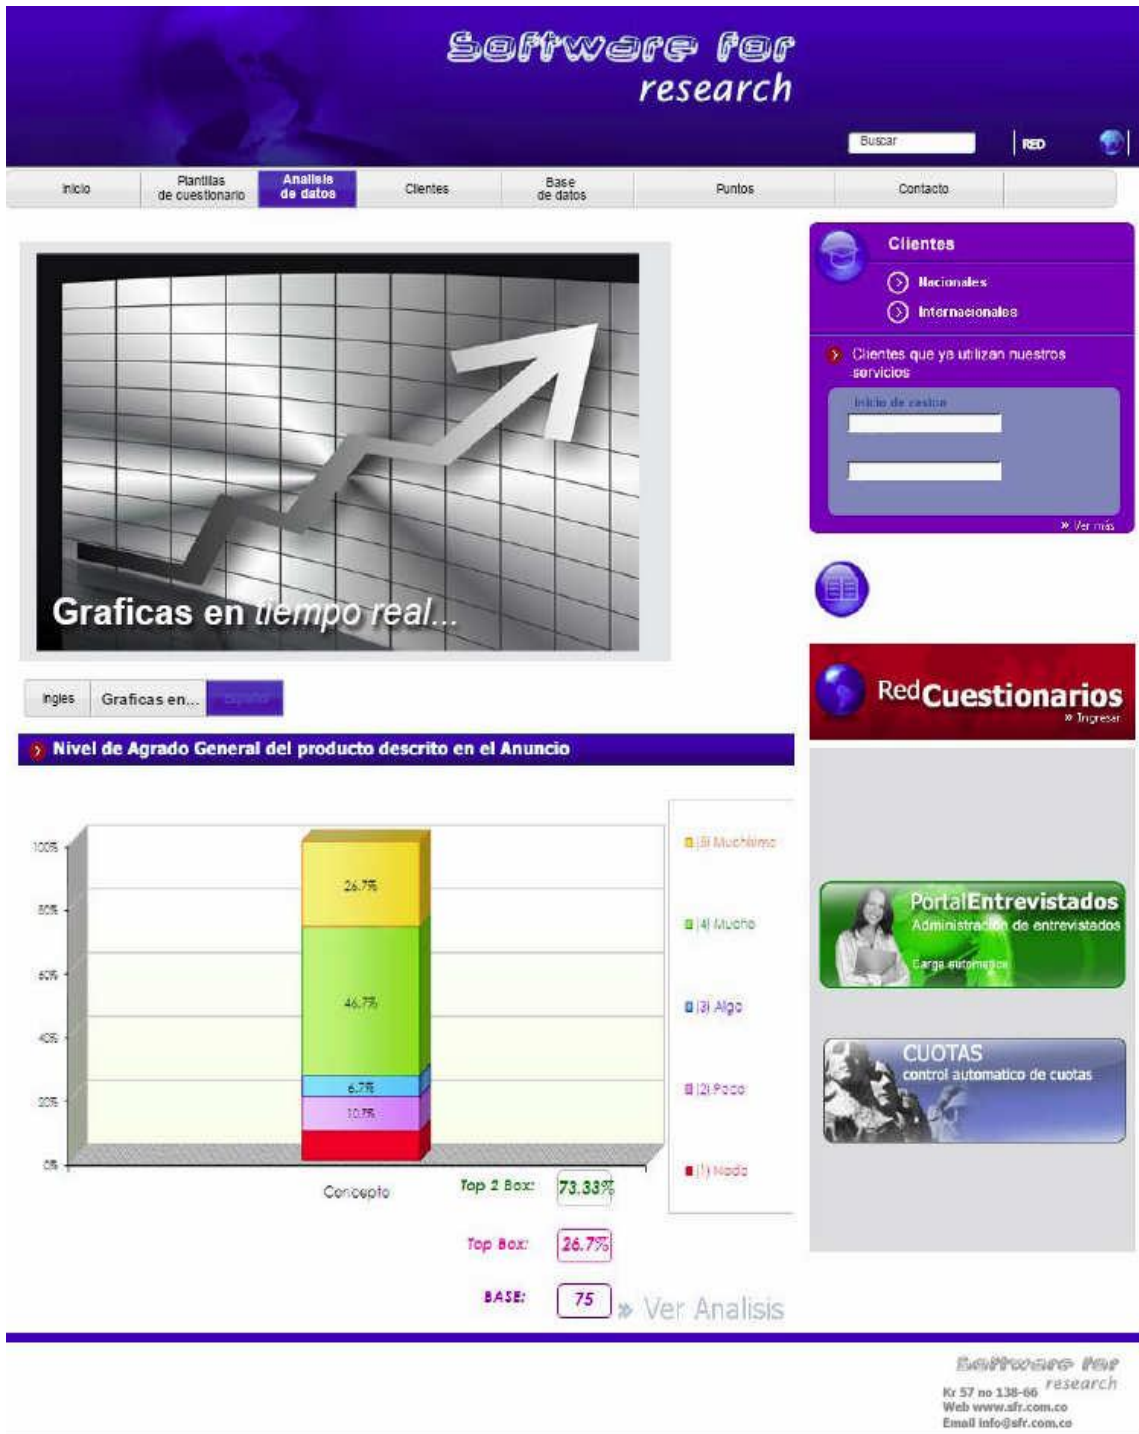 Software for
research
Buscar
RED
Inicio
Plantillas
de cuestionario
Analisis
de datos
Clientes
Base
de datos
Puntos
Contacto
Clientes
Nacionales
Internacionales
Clientes que ya utilizan nuestros
servicios
» Ver más
Graficas en tiempo real...
Ingles
Graficas en...
RedCuestionarios
» Ingresar
Nivel de Agrado General del producto descrito en el Anuncio
100%
80%
60%
40%
20%
0%
26.7%
46.7%
6.7%
10.7%
Concepto
(5) Muchísimo
(4) Mucho
(3) Algo
(2) Poco
(1) Nada
Top 2 Box: 73.33%
Top Box: 26.7%
BASE: 75
» Ver Analisis
PortalEntrevistados
Administración de entrevistados
Carga automatica
CUOTAS
control automatico de cuotas
Software for
research
Kr 57 no 138-66
Web www.sfr.com.co
Email info@sfr.com.co